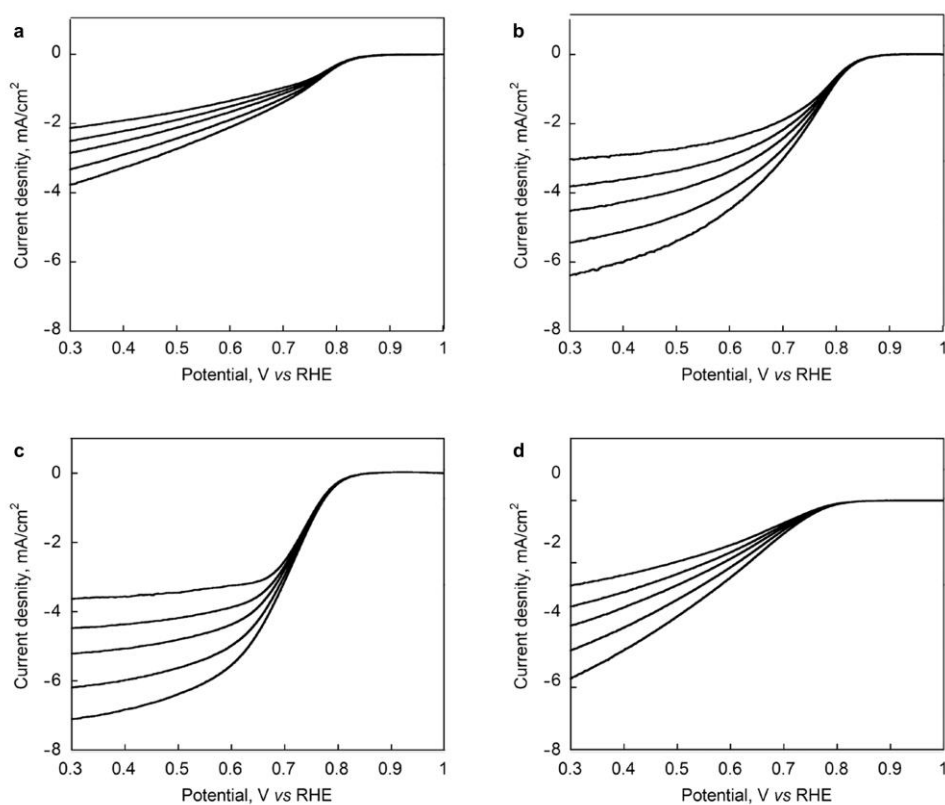 a
0
-2
-4
-6
-8
0.3 0.4 0.5 0.6 0.7 0.8 0.9 1
Current desnity, mA/cm²
Potential, V vs RHE
b
0
-2
-4
-6
-8
0.3 0.4 0.5 0.6 0.7 0.8 0.9 1
Current desnity, mA/cm²
Potential, V vs RHE
c
0
-2
-4
-6
-8
0.3 0.4 0.5 0.6 0.7 0.8 0.9 1
Current desnity, mA/cm²
Potential, V vs RHE
d
0
-2
-4
-6
-8
0.3 0.4 0.5 0.6 0.7 0.8 0.9 1
Current desnity, mA/cm²
Potential, V vs RHE